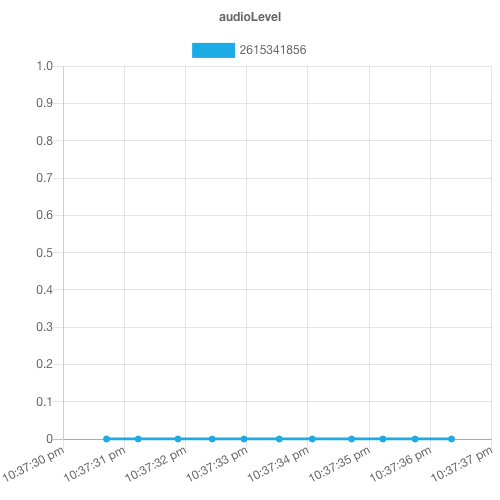 audioLevel
2615341856
1.0
0.9
0.8
0.7
0.6
0.5
0.4
0.3
0.2
0.1
0
10:37:30 pm
10:37:31 pm
10:37:32 pm
10:37:33 pm
10:37:34 pm
10:37:35 pm
10:37:36 pm
10:37:37 pm